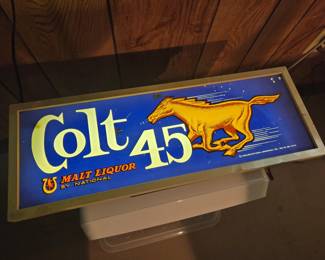 Colt 45
MALT LIQUOR
BY NATIONAL